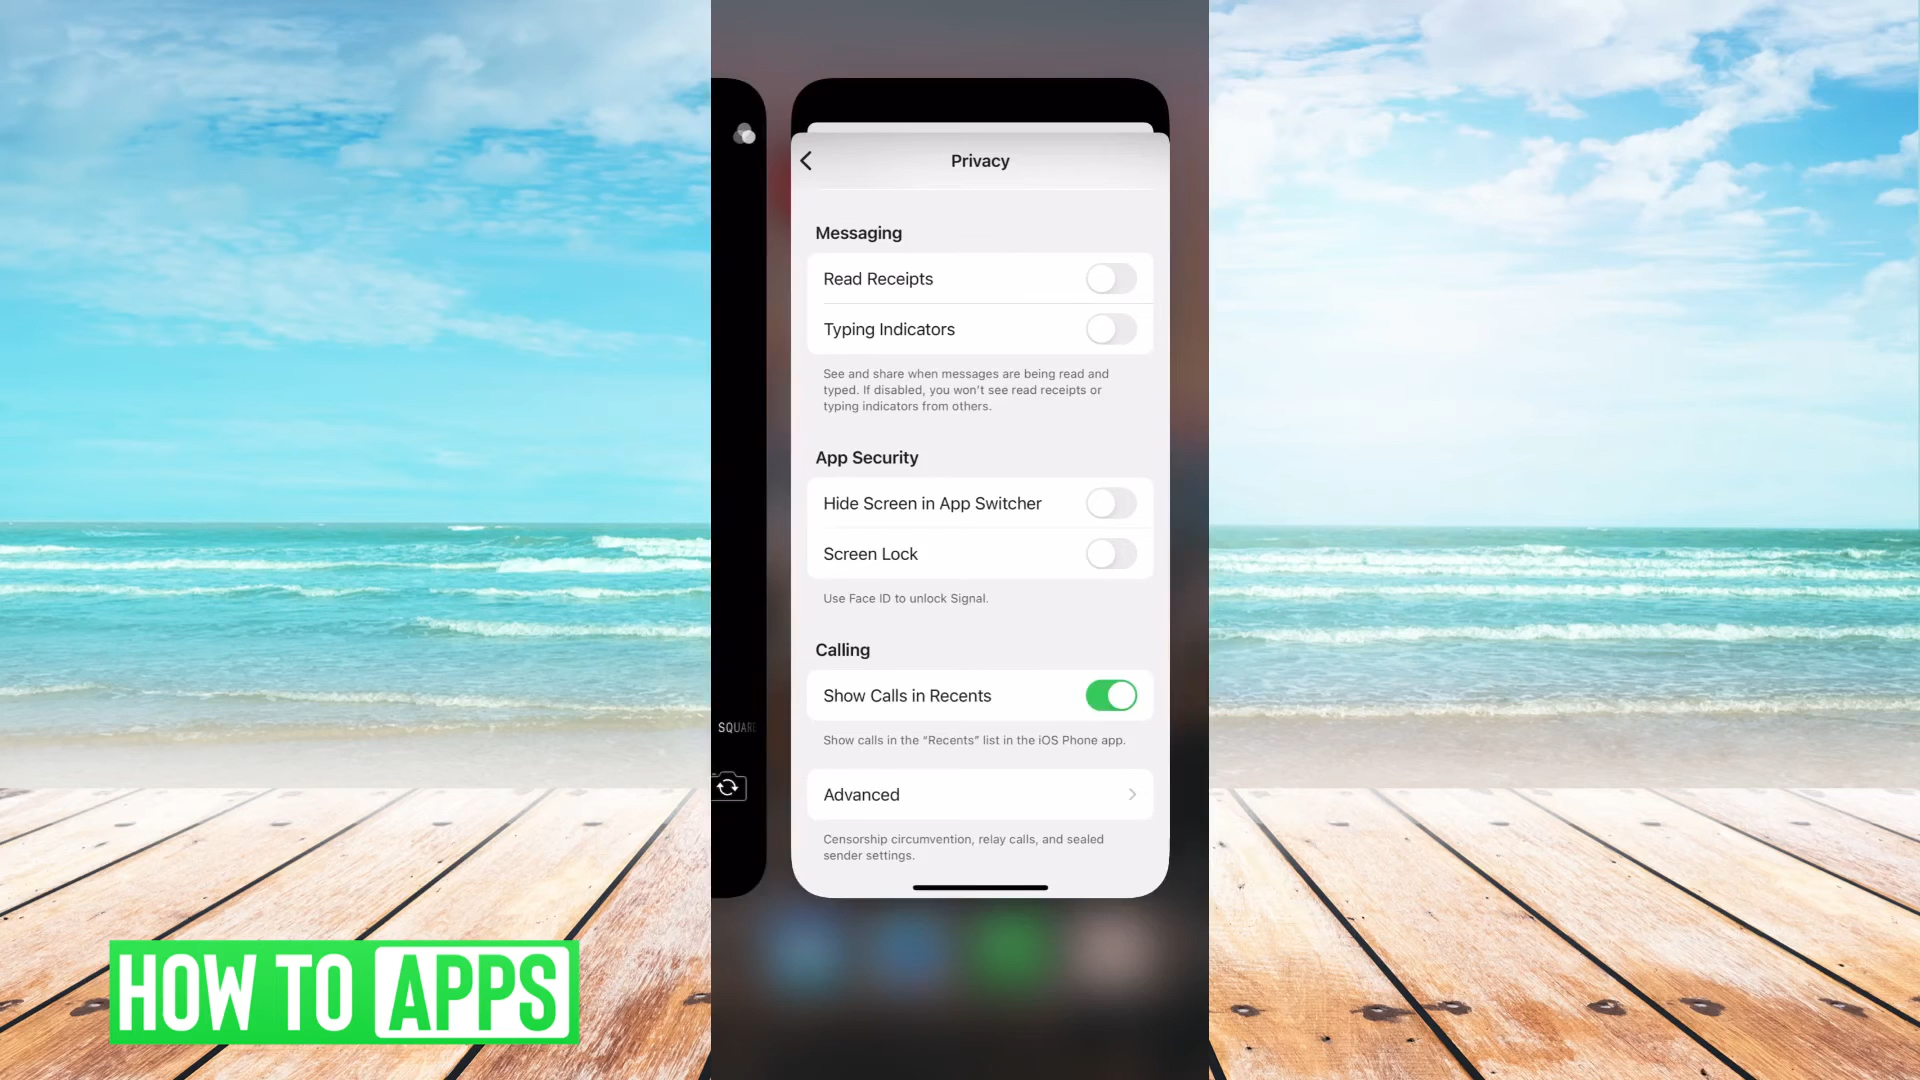 Privacy
Messaging
Read Receipts
Typing Indicators
See and share when messages are being read and
typed. If disabled, you won't see read receipts or
typing indicators from others.
App Security
Hide Screen in App Switcher
Screen Lock
Use Face ID to unlock Signal.
Calling
Show Calls in Recents
Show calls in the “Recents” list in the iOS Phone app.
Advanced
Censorship circumvention, relay calls, and sealed
sender settings.
SQUARE
HOW TO APPS